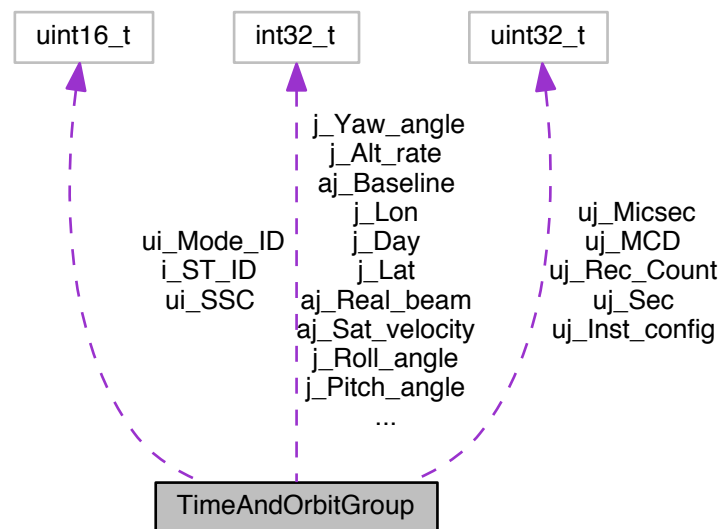 uint16_t
int32_t
uint32_t
ui_Mode_ID
i_ST_ID
ui_SSC
j_Yaw_angle
j_Alt_rate
aj_Baseline
j_Lon
j_Day
j_Lat
aj_Real_beam
aj_Sat_velocity
j_Roll_angle
j_Pitch_angle
...
uj_Micsec
uj_MCD
uj_Rec_Count
uj_Sec
uj_Inst_config
TimeAndOrbitGroup